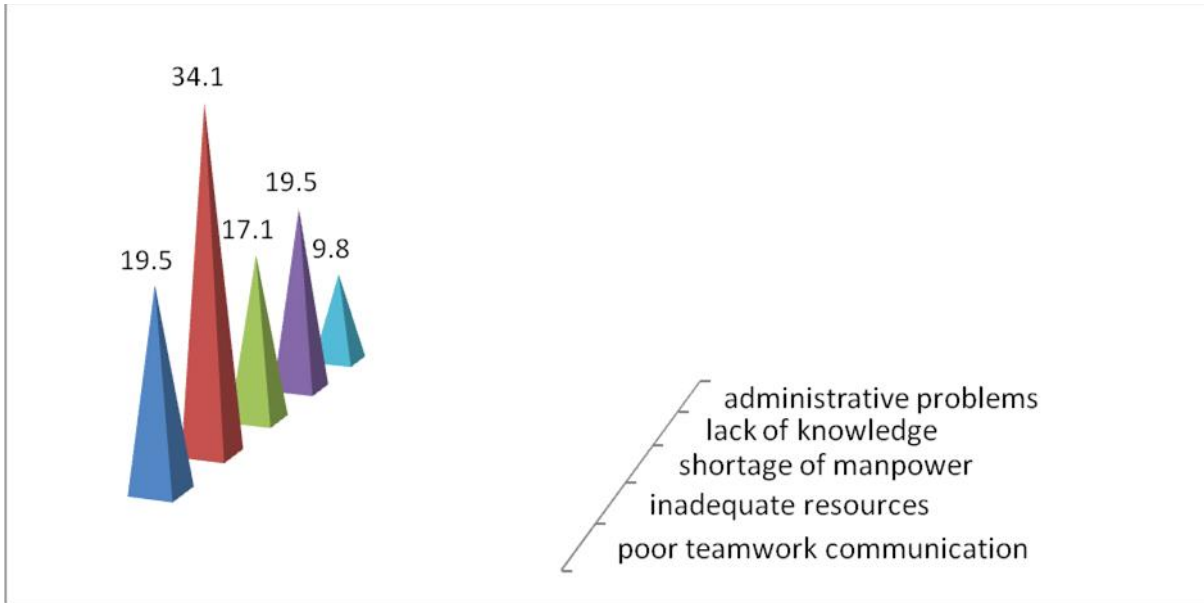 34.1
19.5
17.1
9.8
19.5
administrative problems
lack of knowledge
shortage of manpower
inadequate resources
poor teamwork communication